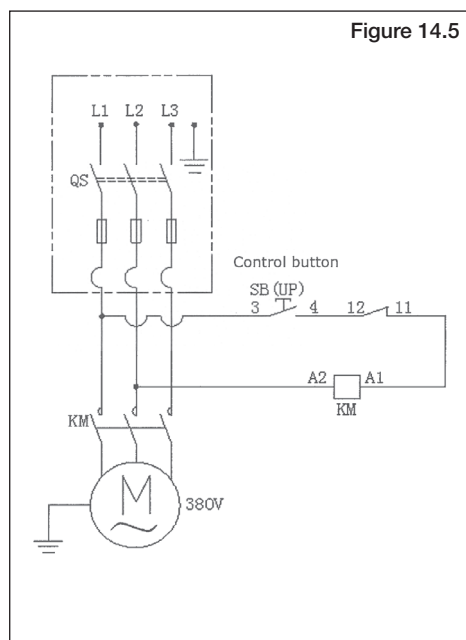 Figure 14.5
L1 L2 L3
QS
Control button
SB(UP)
3 4 12 11
A2 A1
KM
KM
M
380V